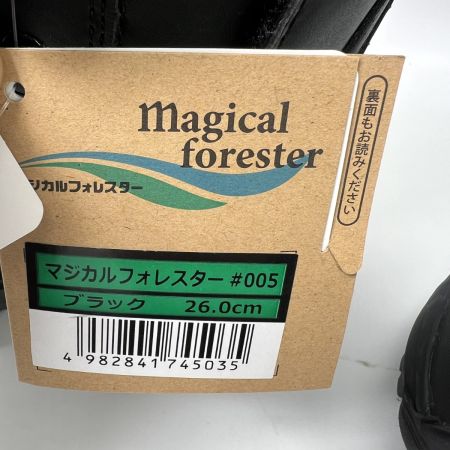 magical
forester
ジカルフォレスター
裏面もお読みください
マジカルフォレスター #005
ブラック 26.0cm
4 982841 745035